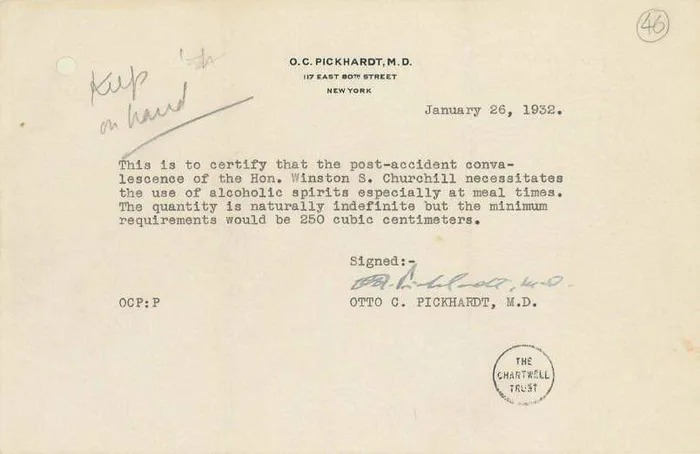 46
O. C. PICKHARDT, M. D.
117 EAST 80TH STREET
NEW YORK
Keep
on hand
January 26, 1932.
This is to certify that the post-accident conva-
lescence of the Hon. Winston S. Churchill necessitates
the use of alcoholic spirits especially at meal times.
The quantity is naturally indefinite but the minimum
requirements would be 250 cubic centimeters.
Signed:-
OCP:P
OTTO C. PICKHARDT, M.D.
THE
CHARTWELL
TRUST